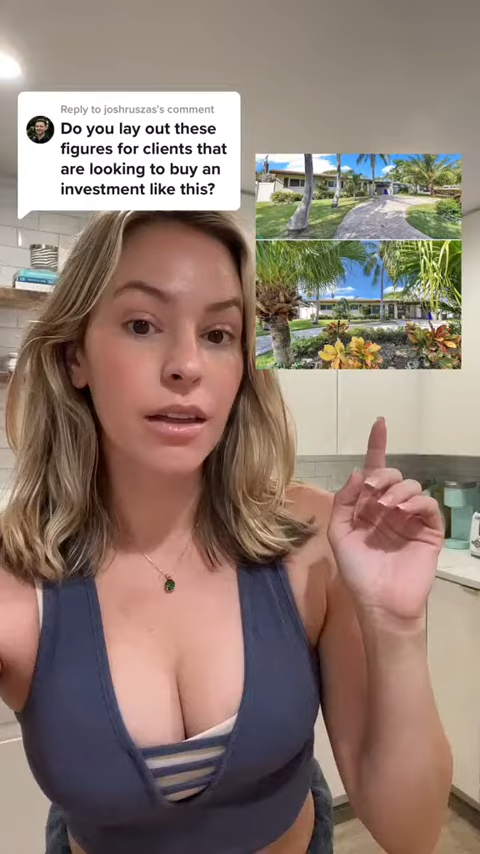 Reply to joshruszas's comment
Do you lay out these
figures for clients that
are looking to buy an
investment like this?